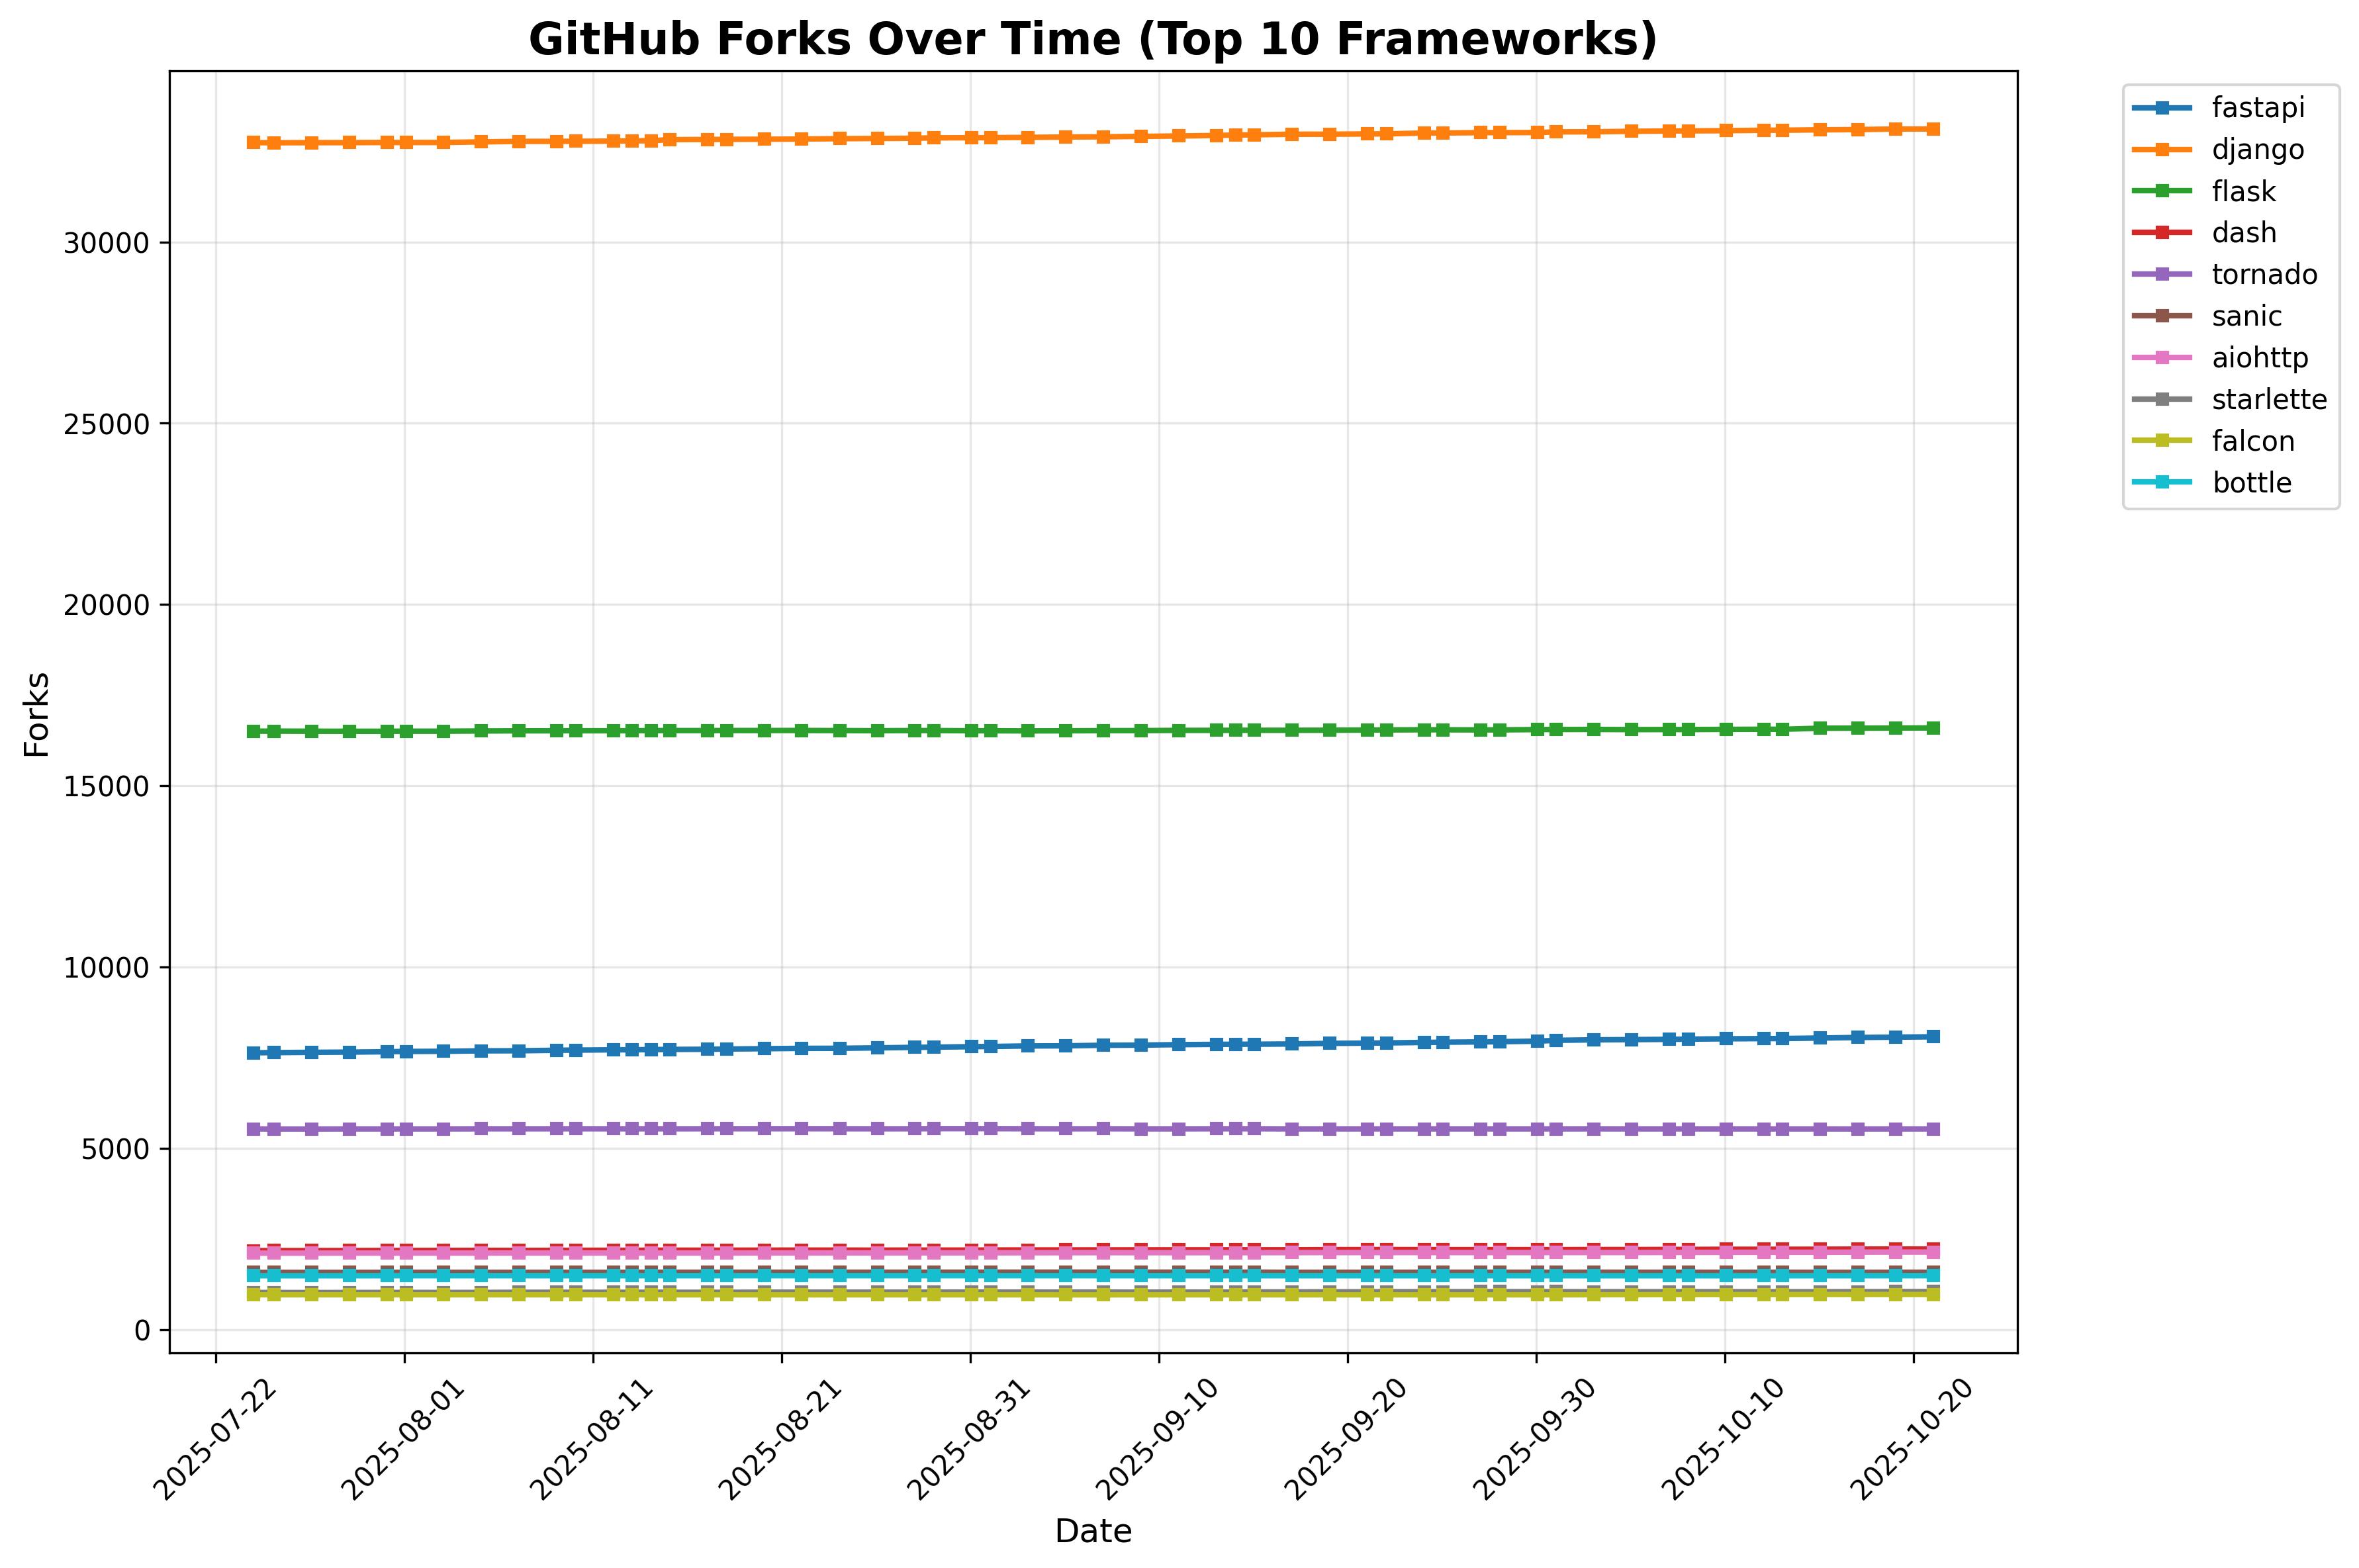 GitHub Forks Over Time (Top 10 Frameworks)
fastapi
django
flask
dash
tornado
sanic
aiohttp
starlette
falcon
bottle
Forks
30000
25000
20000
15000
10000
5000
0
2025-07-22
2025-08-01
2025-08-11
2025-08-21
2025-08-31
2025-09-10
2025-09-20
2025-09-30
2025-10-10
2025-10-20
Date